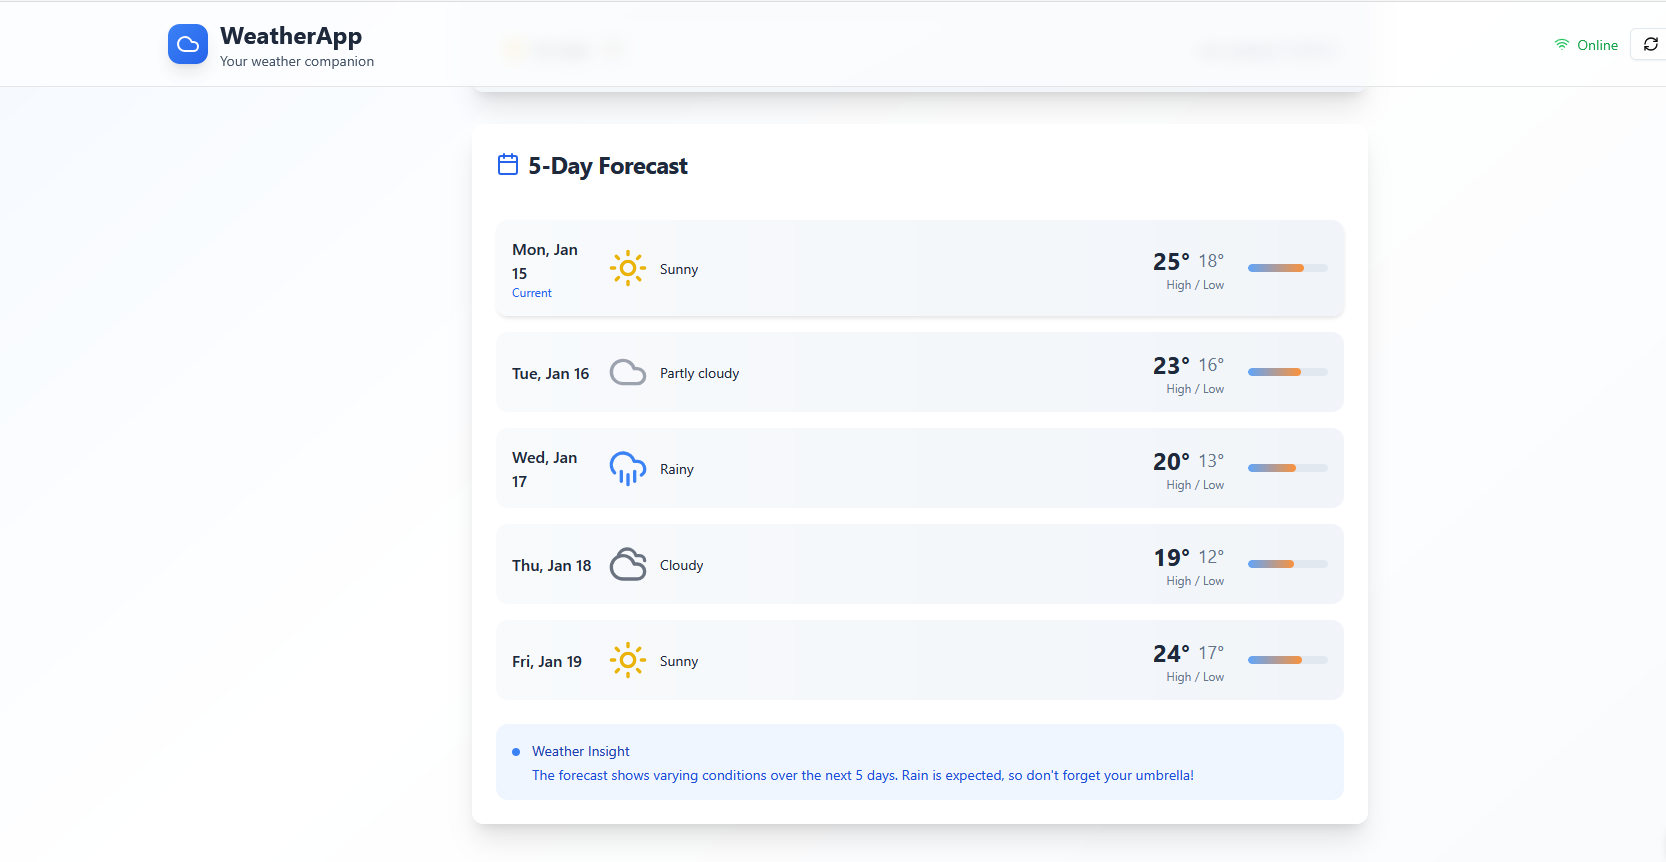 WeatherApp
Your weather companion
Online
5-Day Forecast
Mon, Jan
15
Current
Sunny
25° 18°
High / Low
Tue, Jan 16
Partly cloudy
23° 16°
High / Low
Wed, Jan
17
Rainy
20° 13°
High / Low
Thu, Jan 18
Cloudy
19° 12°
High / Low
Fri, Jan 19
Sunny
24° 17°
High / Low
Weather Insight
The forecast shows varying conditions over the next 5 days. Rain is expected, so don't forget your umbrella!